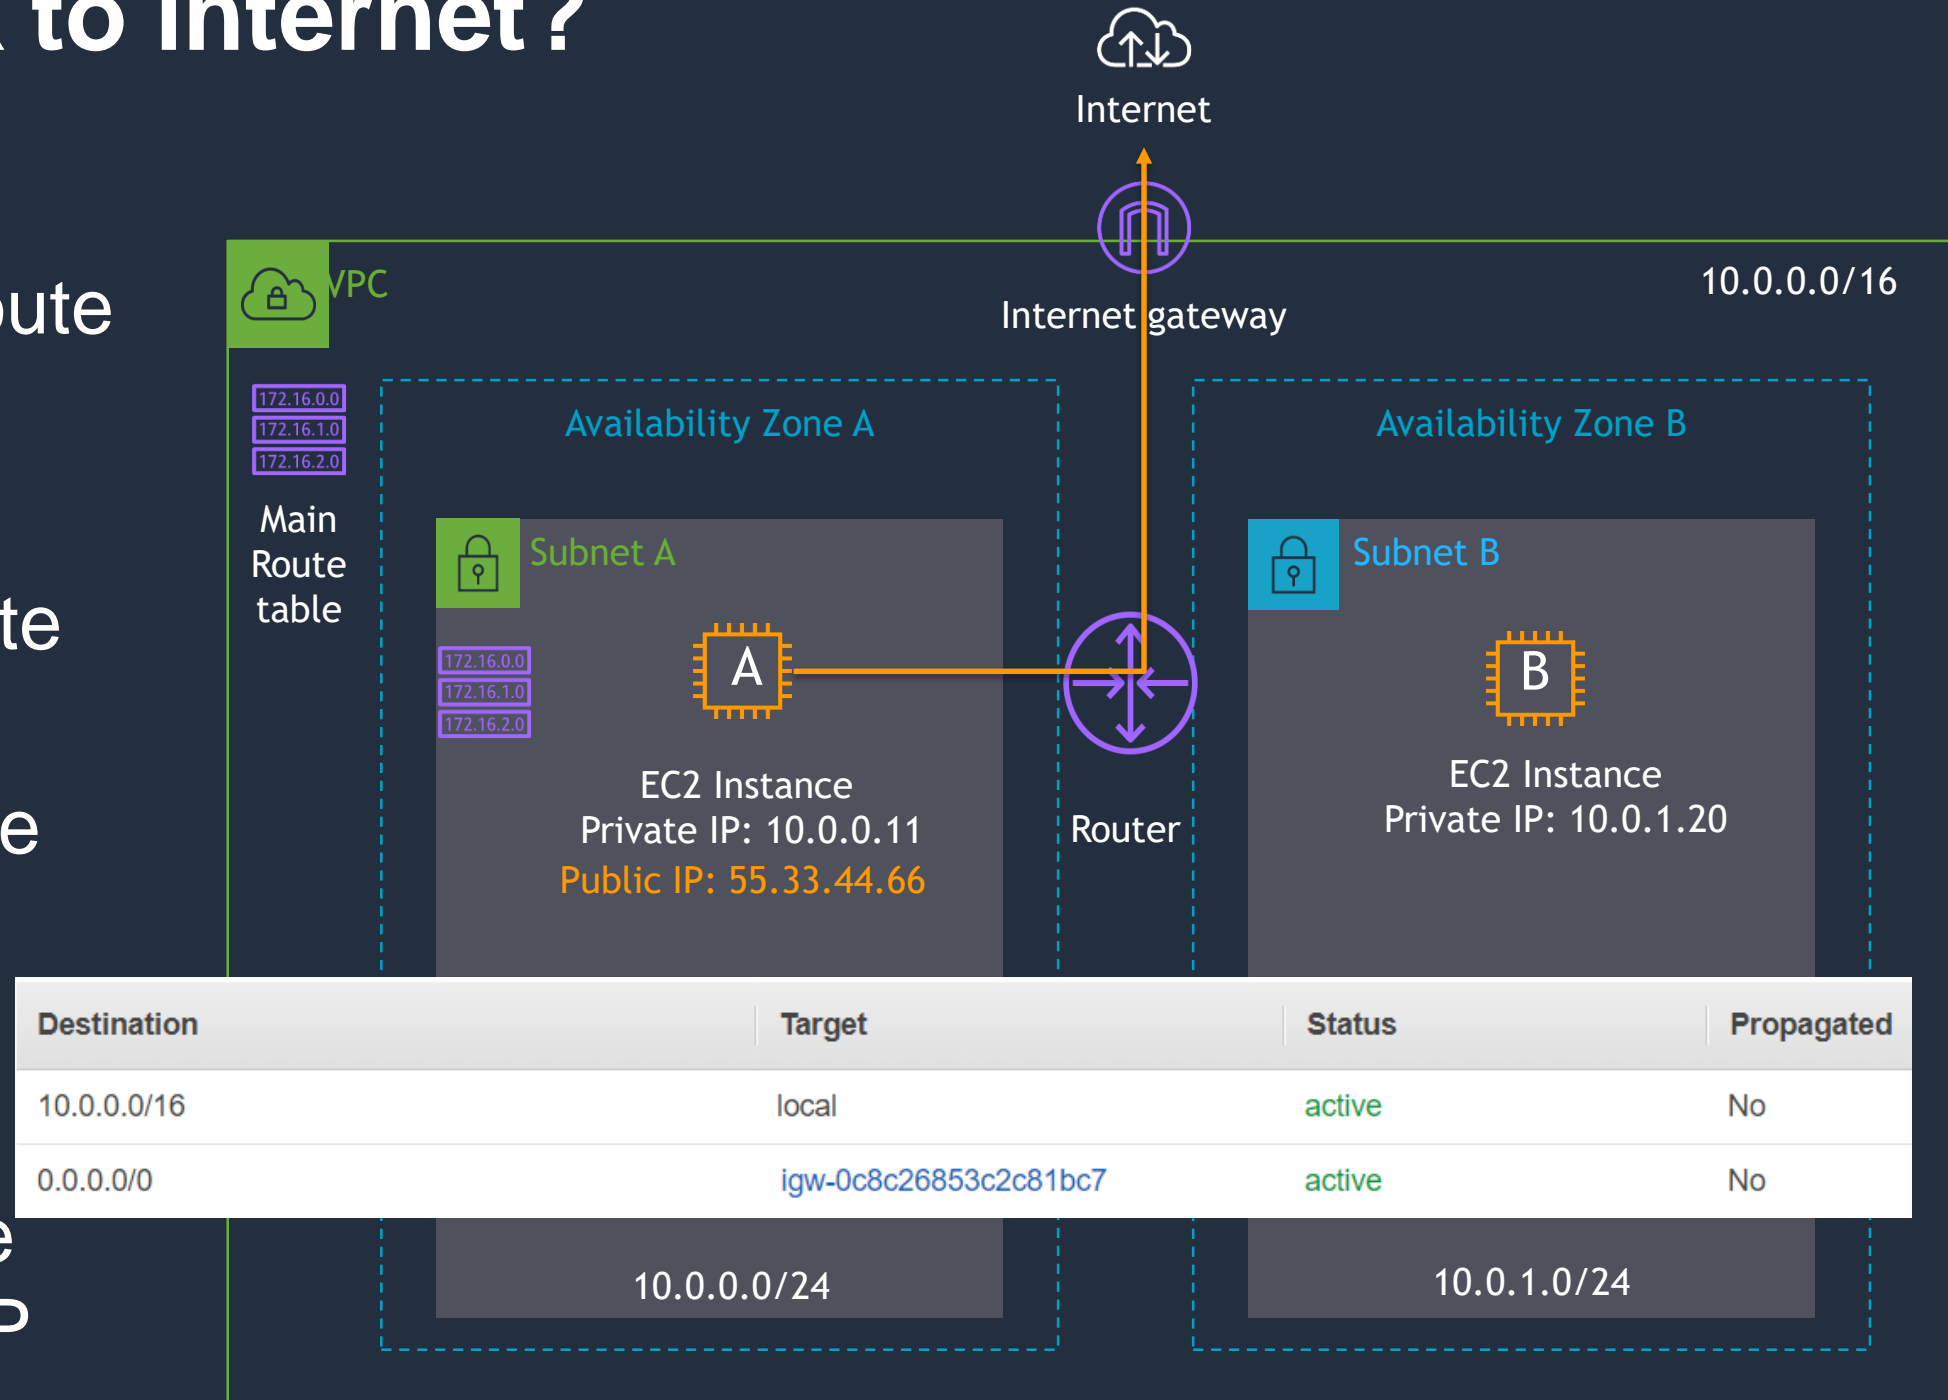 to Internet?
Internet
VPC
10.0.0.0/16
Internet gateway
172.16.0.0
172.16.1.0
172.16.2.0
Main
Route
table
Availability Zone A
Availability Zone B
Subnet A
Subnet B
172.16.0.0
172.16.1.0
172.16.2.0
A
B
EC2 Instance
Private IP: 10.0.0.11
Public IP: 55.33.44.66
Router
EC2 Instance
Private IP: 10.0.1.20
Destination Target Status Propagated
10.0.0.0/16 local active No
0.0.0.0/0 igw-0c8c26853c2c81bc7 active No
10.0.0.0/24
10.0.1.0/24